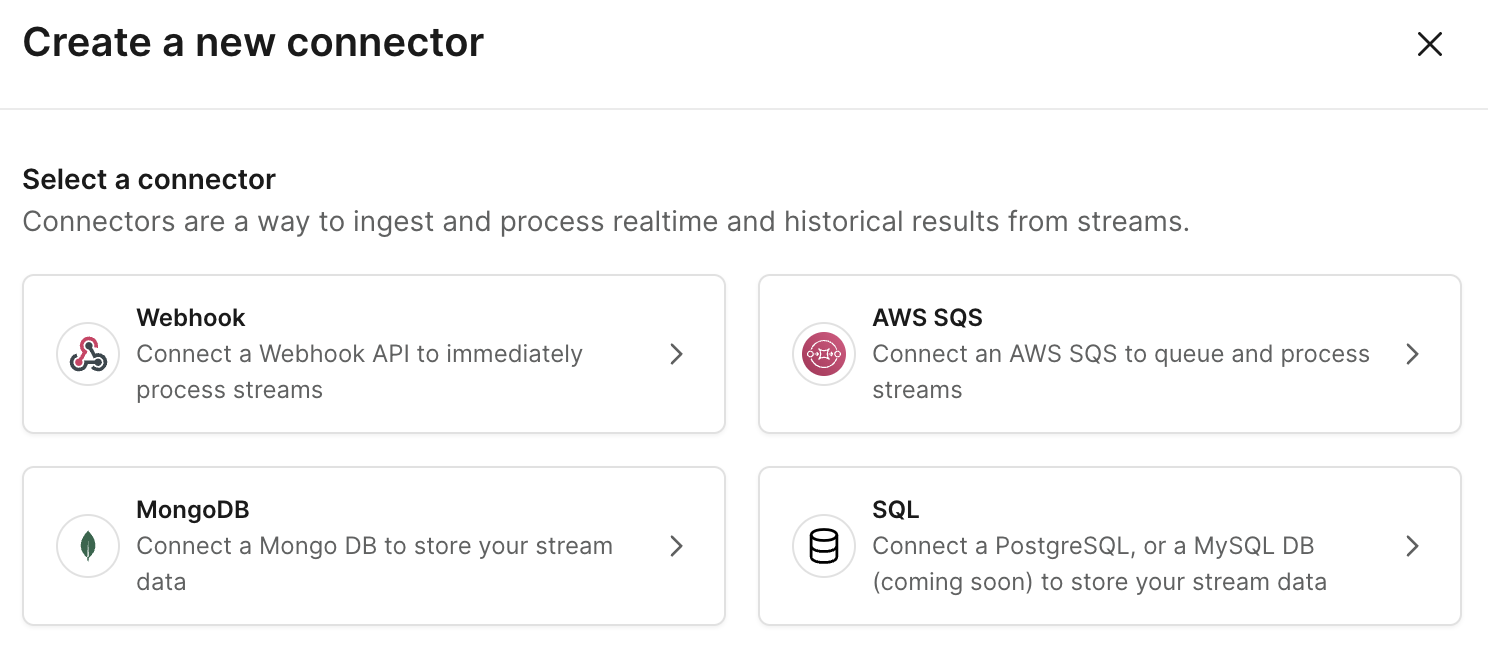 Create a new connector
Select a connector
Connectors are a way to ingest and process realtime and historical results from streams.
Webhook
Connect a Webhook API to immediately
process streams
AWS SQS
Connect an AWS SQS to queue and process
streams
MongoDB
Connect a Mongo DB to store your stream
data
SQL
Connect a PostgreSQL, or a MySQL DB
(coming soon) to store your stream data